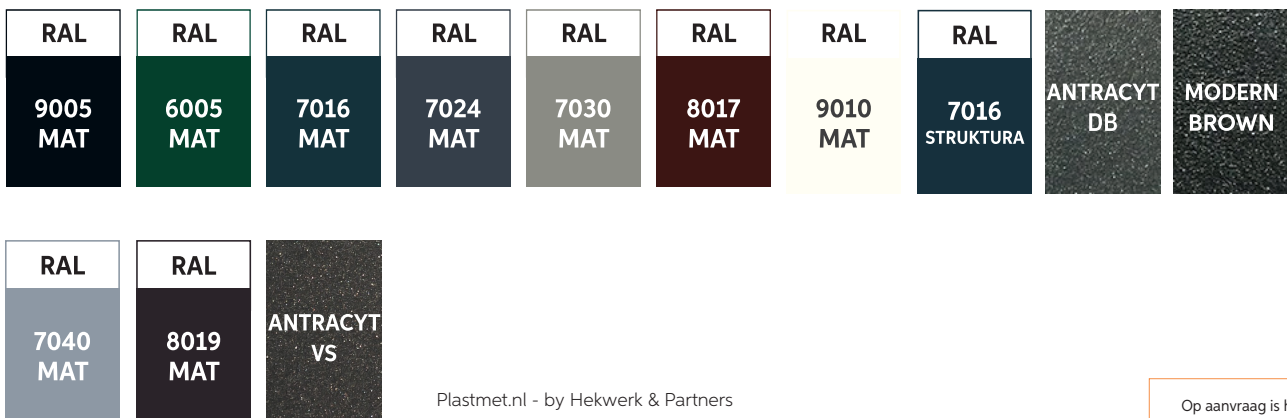 RAL RAL RAL RAL RAL RAL RAL RAL
9005 MAT
6005 MAT
7016 MAT
7024 MAT
7030 MAT
8017 MAT
9010 MAT
7016 STRUKTURA
ANTRACYT DB
MODERN BROWN
RAL RAL
7040 MAT
8019 MAT
ANTRACYT VS
Plastmet.nl - by Hekwerk & Partners
Op aanvraag is